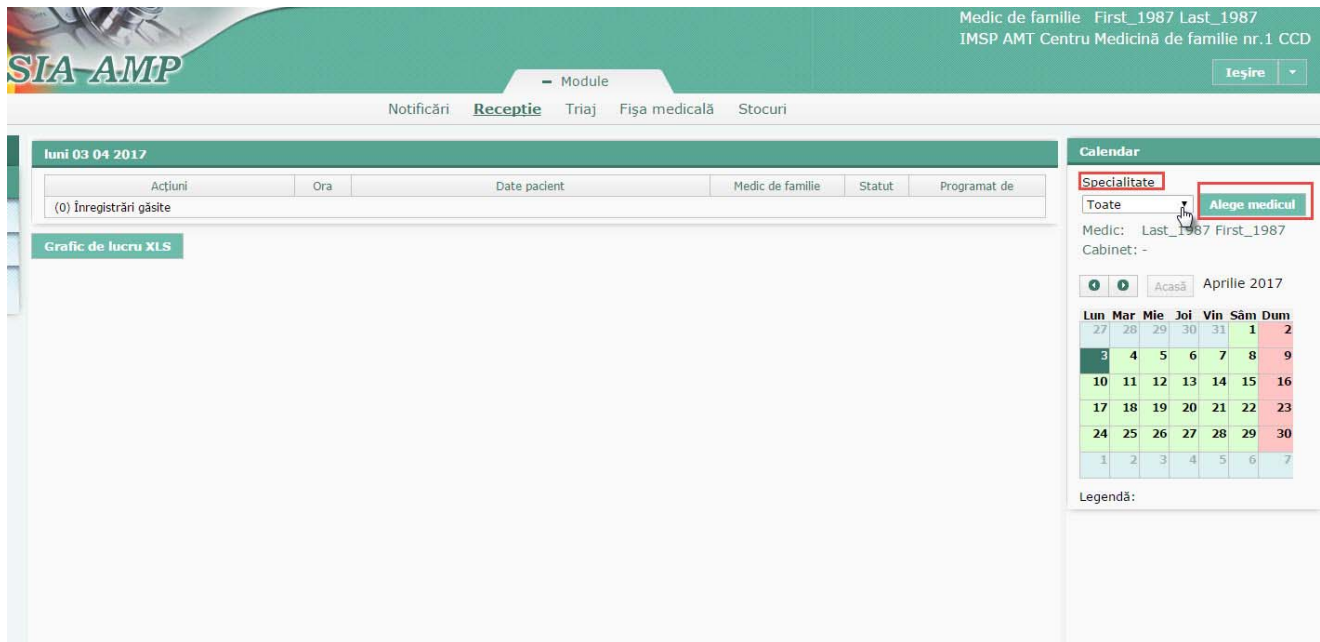 Medic de familie First_1987 Last_1987
IMSP AMT Centru Medicină de familie nr.1 CCD
SIA AMP
Ieșire
– Module
Notificări Recepție Triaj Fișa medicală Stocuri
luni 03 04 2017
Acțiuni Ora Date pacient Medic de familie Statut Programat de
(0) Înregistrări găsite
Grafic de lucru XLS
Calendar
Specialitate
Toate Alege medicul
Medic: Last_1987 First_1987
Cabinet: -
Acasă Aprilie 2017
Lun Mar Mie Joi Vin Sâm Dum
27 28 29 30 31 1 2
3 4 5 6 7 8 9
10 11 12 13 14 15 16
17 18 19 20 21 22 23
24 25 26 27 28 29 30
1 2 3 4 5 6 7
Legendă: